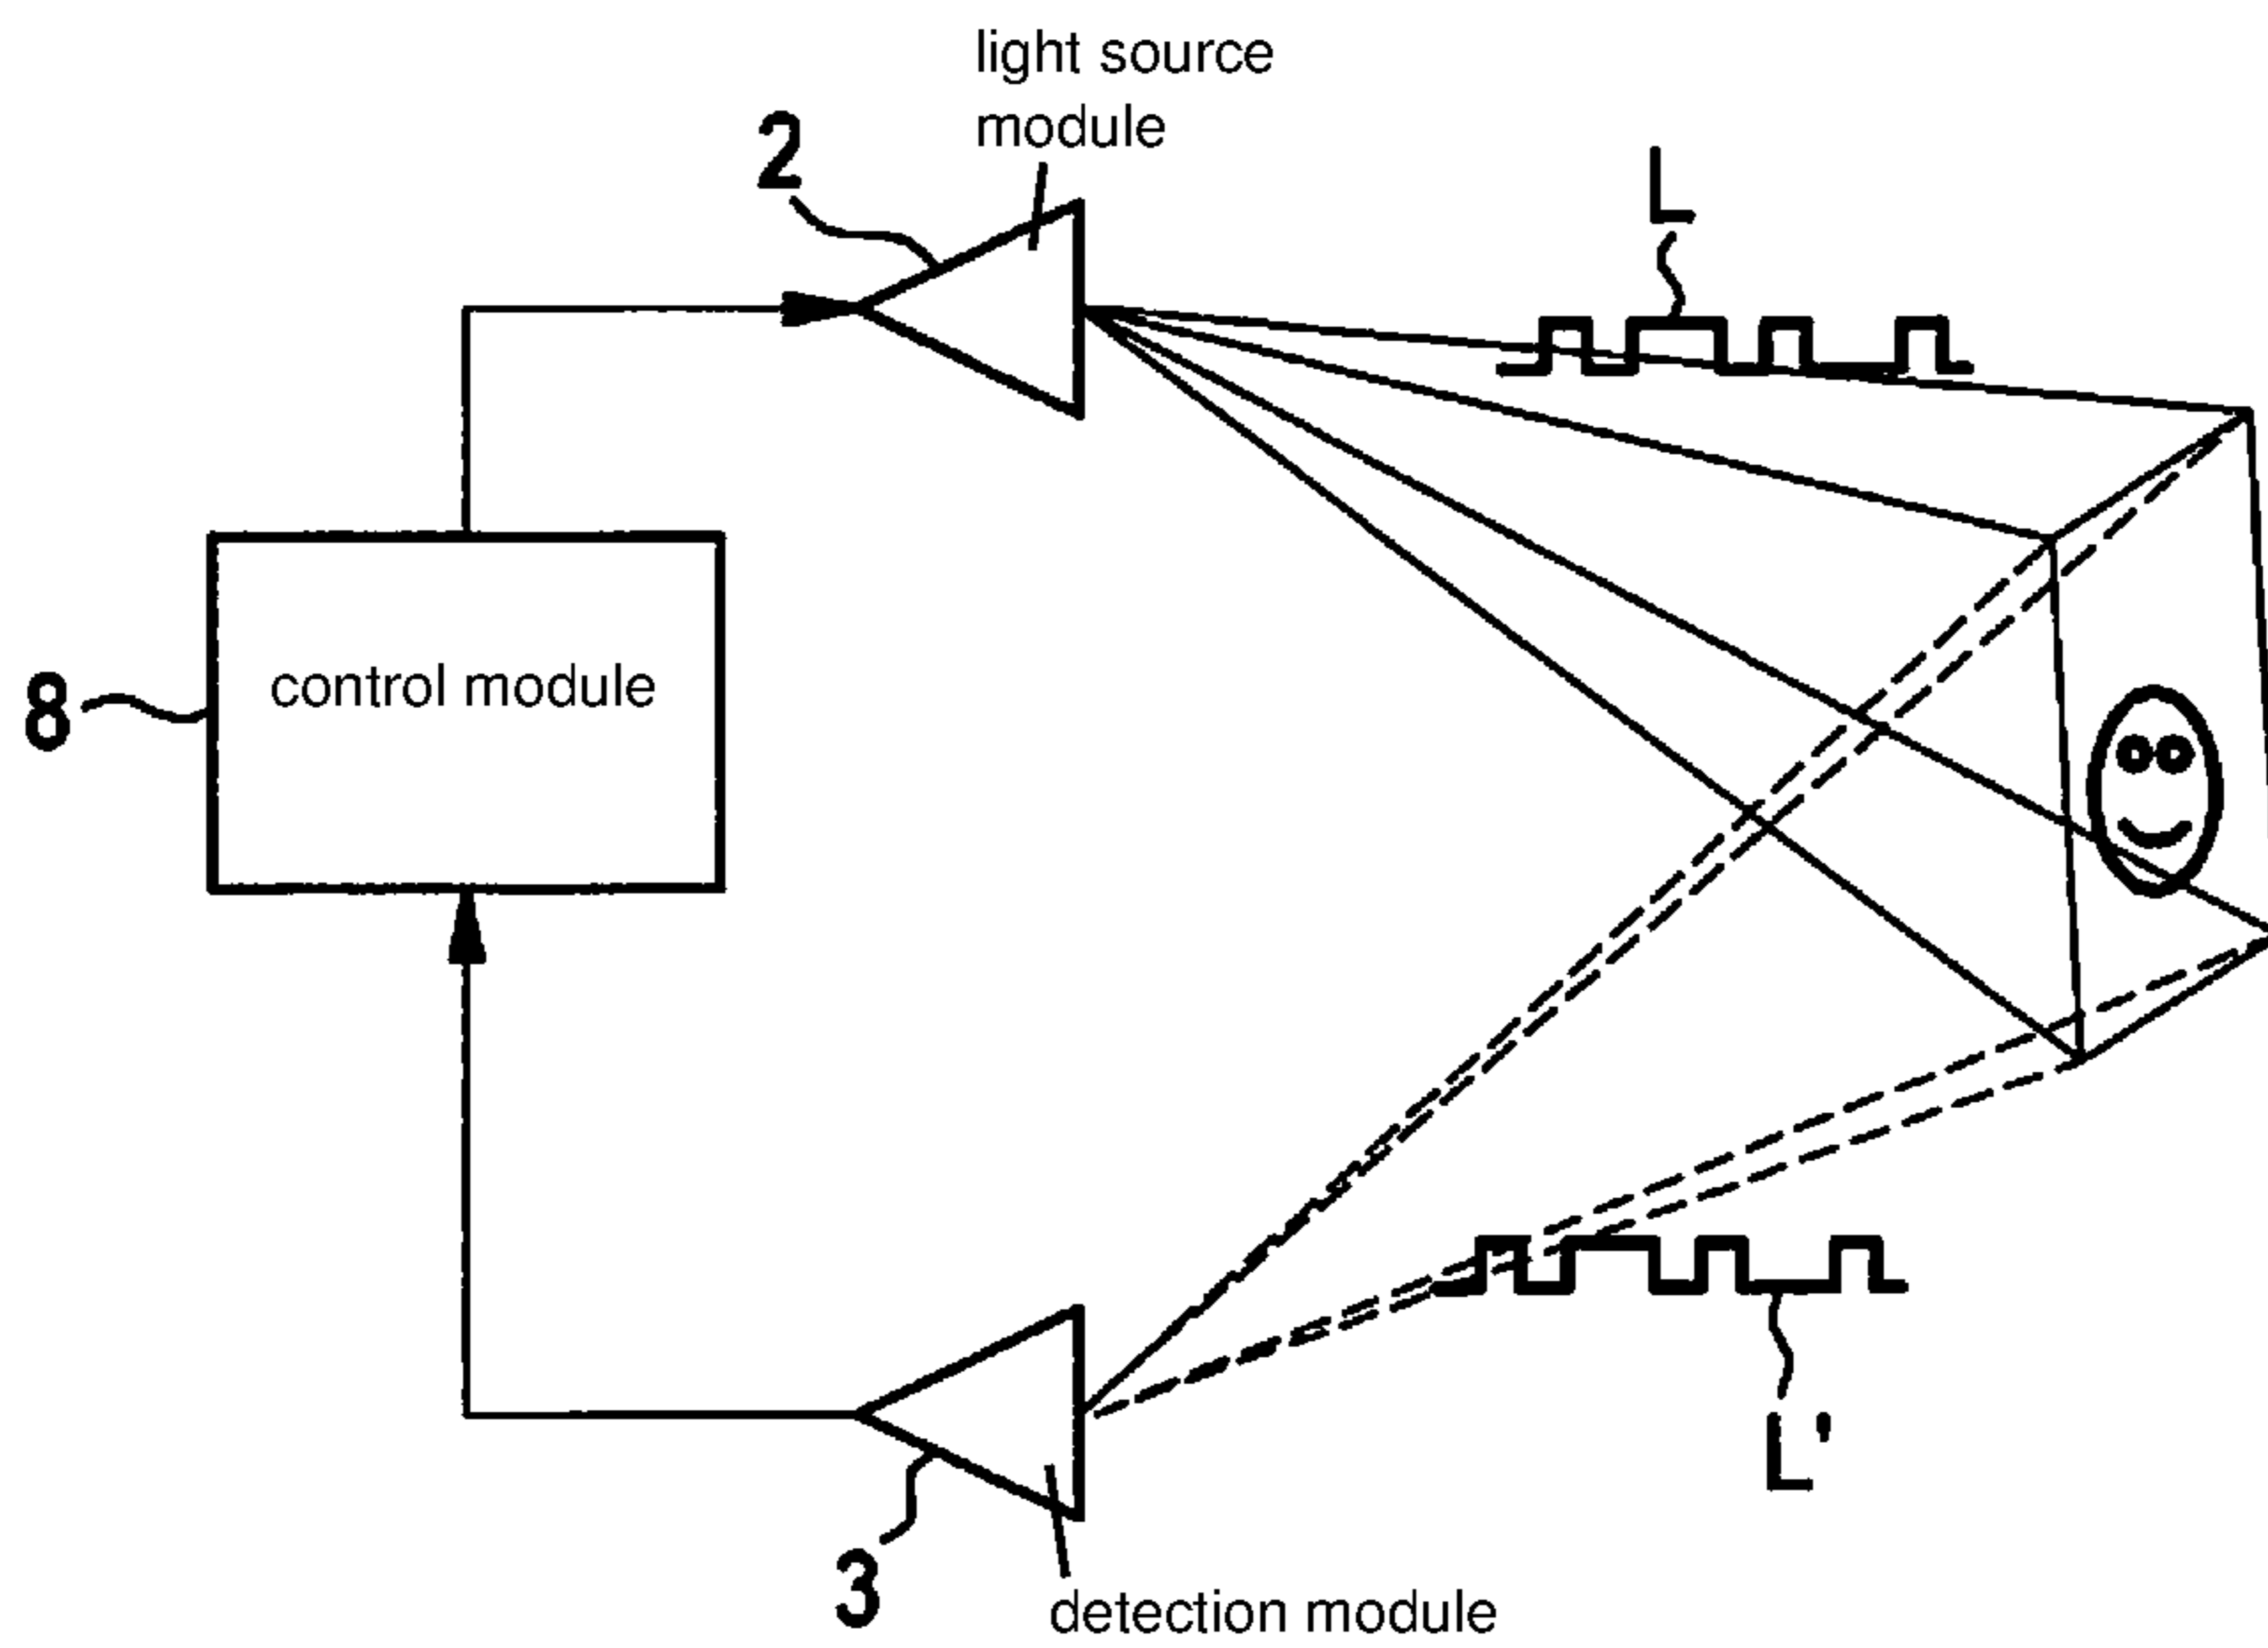 light source
module
2
L
control module
8
L'
3
detection module